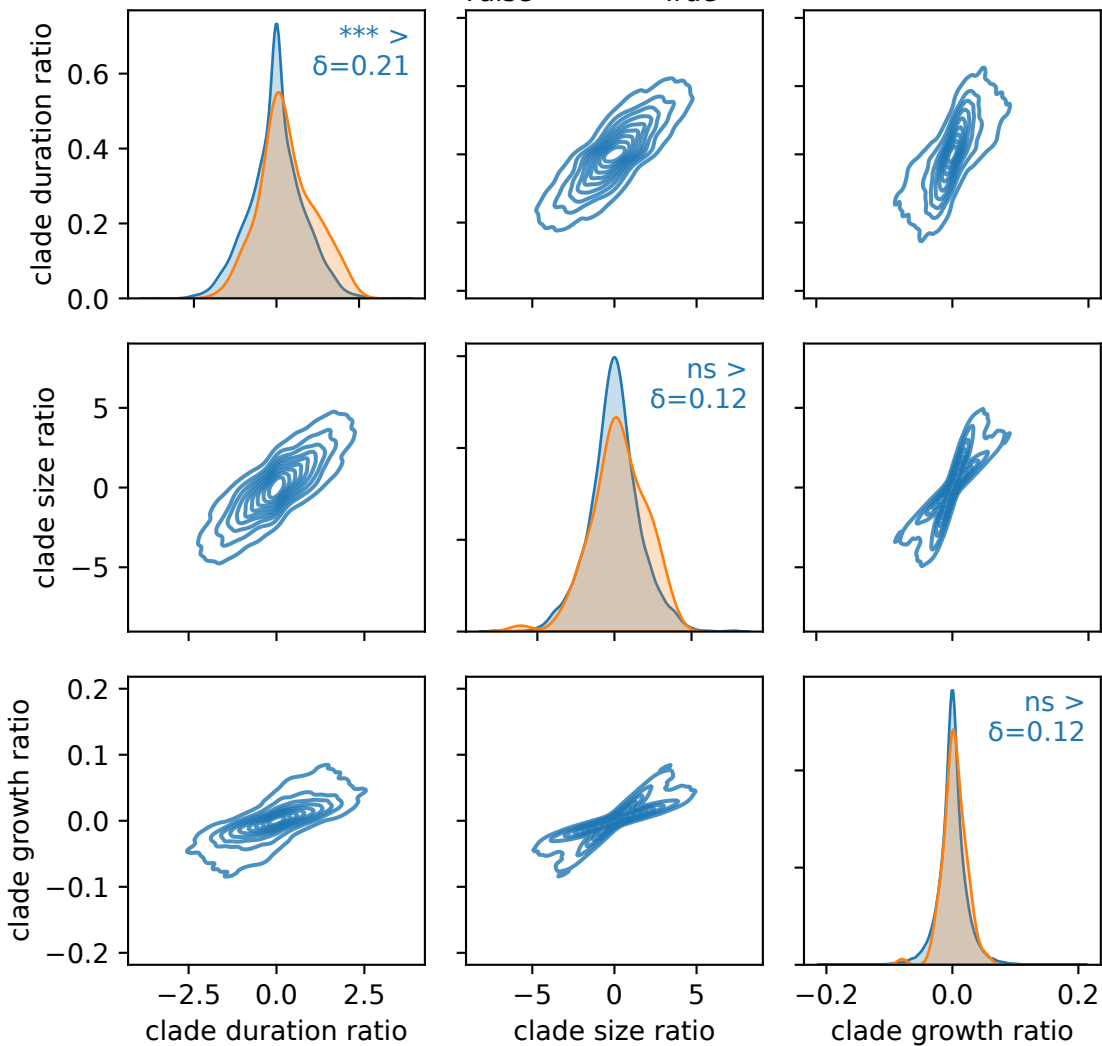 clade duration ratio
0.6
0.4
0.2
0.0
*** >
δ=0.21
clade size ratio
5
0
−5
ns >
δ=0.12
clade growth ratio
0.2
0.1
0.0
−0.1
−0.2
ns >
δ=0.12
−2.5 0.0 2.5
−5 0 5
−0.2 0.0 0.2
clade duration ratio
clade size ratio
clade growth ratio